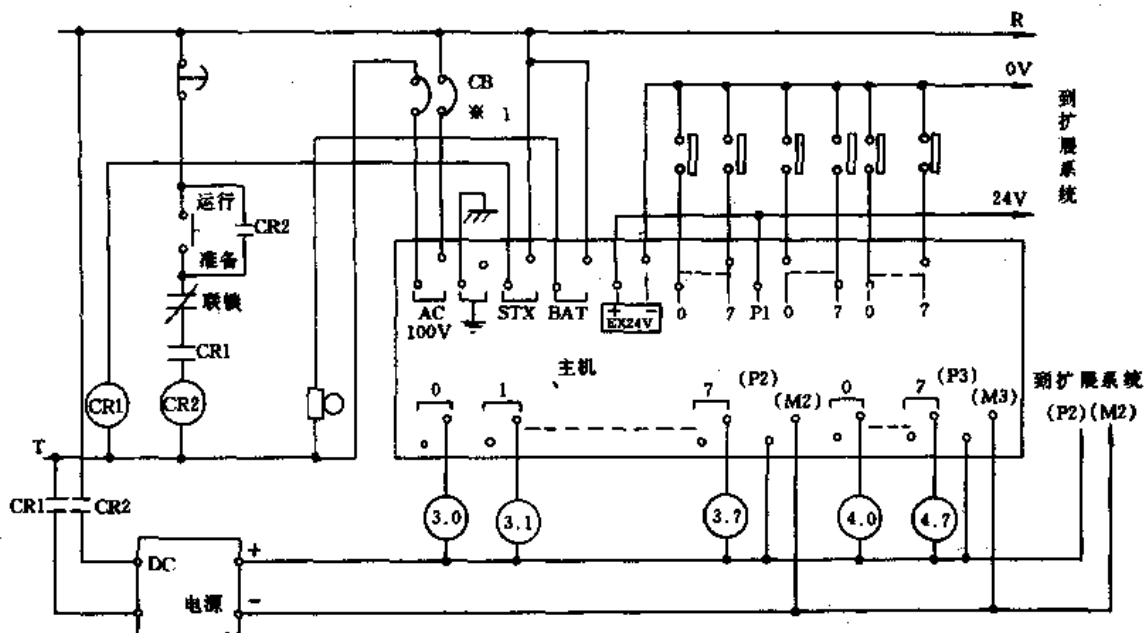 R
0V
CB
※ 1
到扩展系统
24V
运行
CR2
准备
联锁
CR1
CR1
CR2
AC
100V
STX
BAT
+ -
EX24V
0
7
P1
0
7
0
7
主机
0
1
7
(P2)
(M2)
0
7
(P3)
(M3)
到扩展系统
(P2)(M2)
T
CR1
CR2
3.0
3.1
3.7
4.0
4.7
DC
+
电源
-